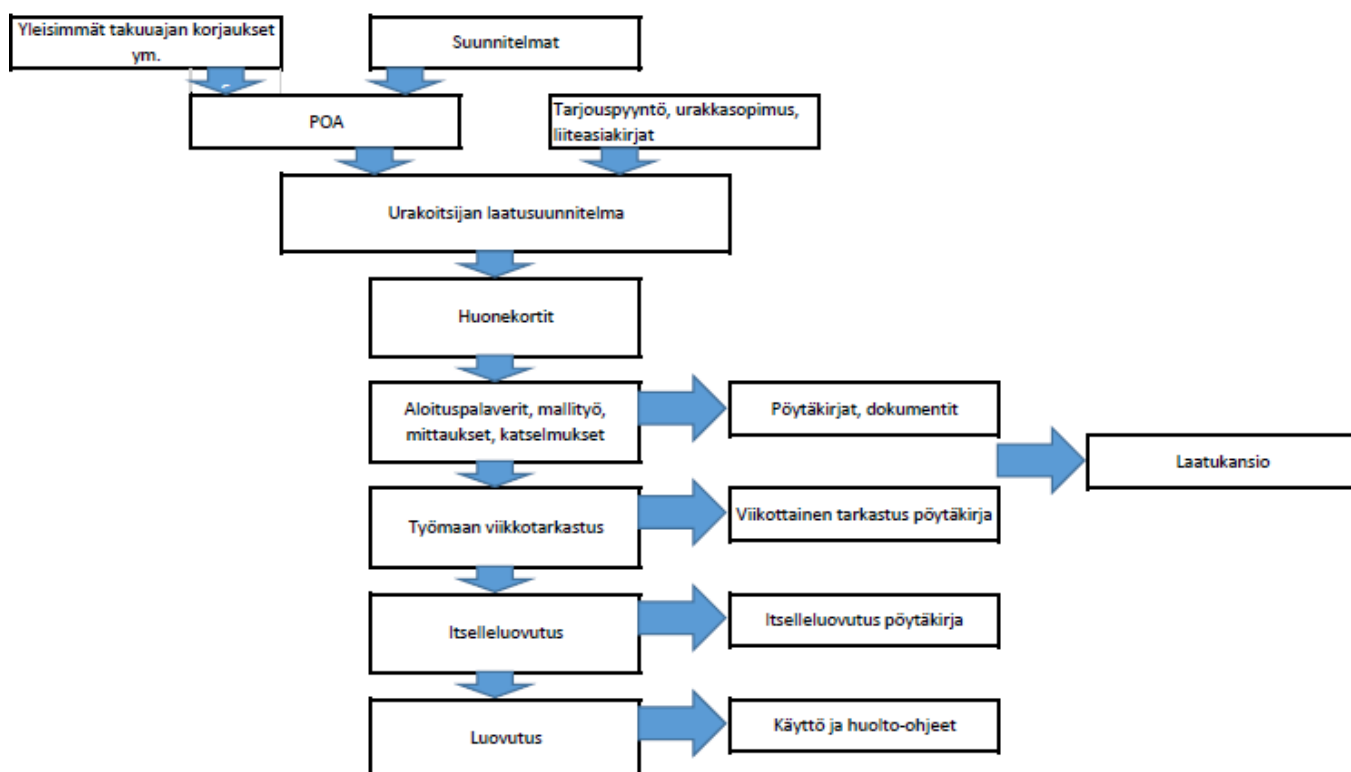 Yleisimmät takuuajan korjaukset
ym.
Suunnitelmat
POA
Tarjouspyyntö, urakkasopimus,
liiteasiakirjat
Urakoitsijan laatusuunnitelma
Huonekortit
Aloituspalaverit, mallityö,
mittaukset, katselmukset
Pöytäkirjat, dokumentit
Laatukansio
Työmaan viikkotarkastus
Viikottainen tarkastus pöytäkirja
Itselleluovutus
Itselleluovutus pöytäkirja
Luovutus
Käyttö ja huolto-ohjeet